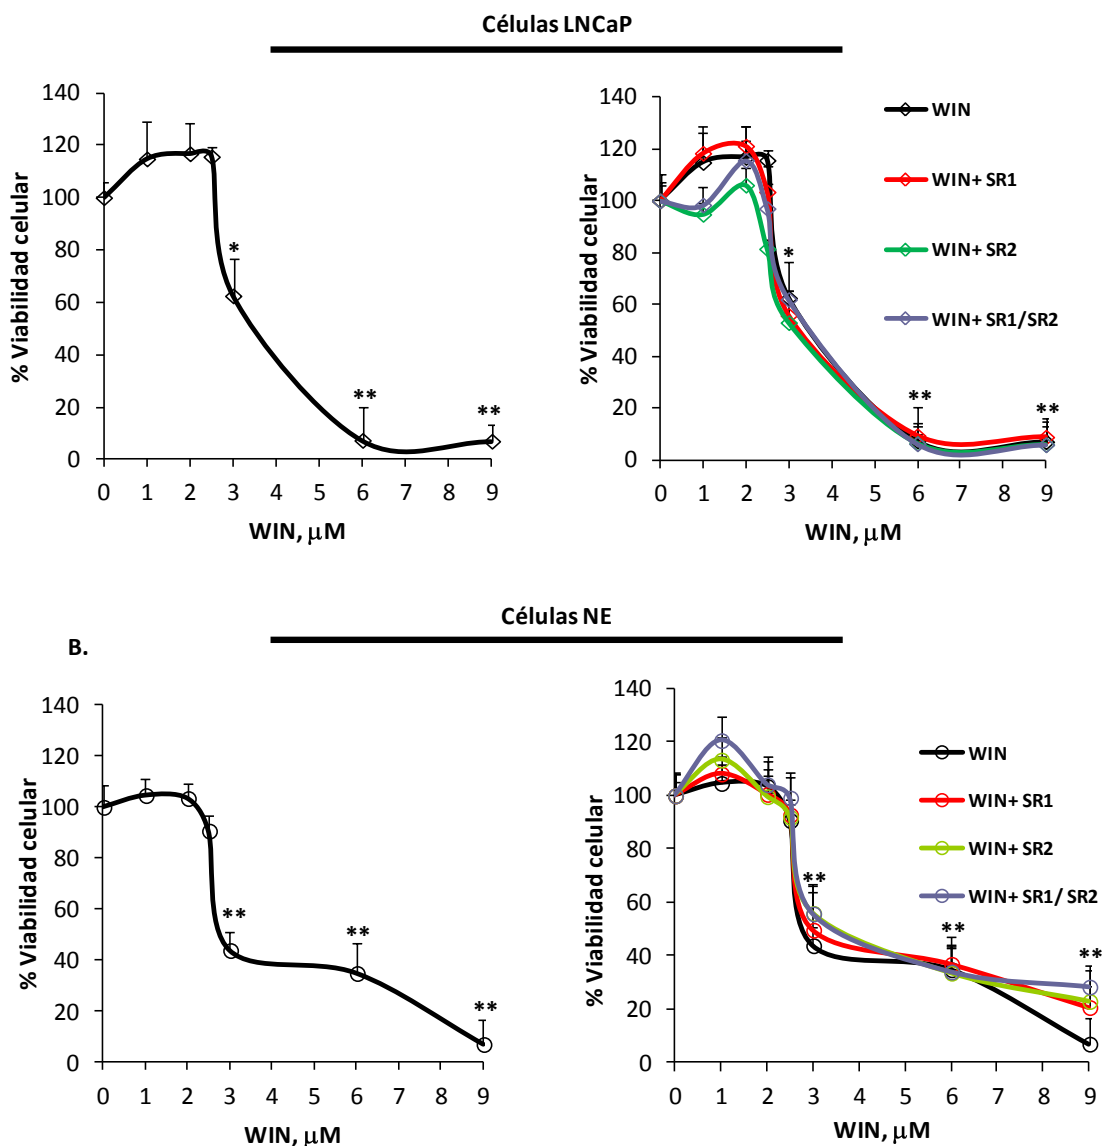 Células LNCaP
140
120
100
80
60
40
20
0
% Viabilidad celular
*
**
**
0 1 2 3 4 5 6 7 8 9
WIN, μM
140
120
100
80
60
40
20
0
% Viabilidad celular
*
**
**
0 1 2 3 4 5 6 7 8 9
WIN, μM
WIN
WIN+ SR1
WIN+ SR2
WIN+ SR1/SR2
Células NE
B.
140
120
100
80
60
40
20
0
% Viabilidad celular
**
**
**
0 1 2 3 4 5 6 7 8 9
WIN, μM
140
120
100
80
60
40
20
0
% Viabilidad celular
**
**
**
0 1 2 3 4 5 6 7 8 9
WIN, μM
WIN
WIN+ SR1
WIN+ SR2
WIN+ SR1/ SR2